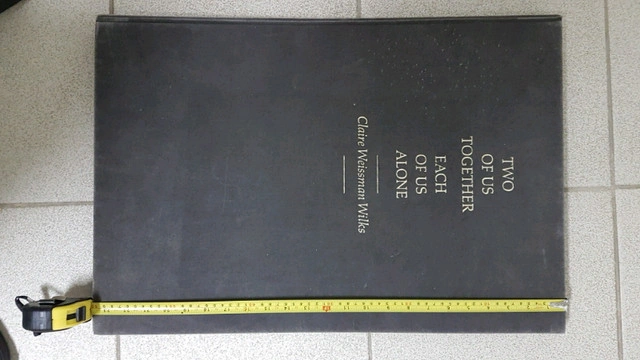 TWO
OF US
TOGETHER
EACH
OF US
ALONE
Claire Weissman Wilks